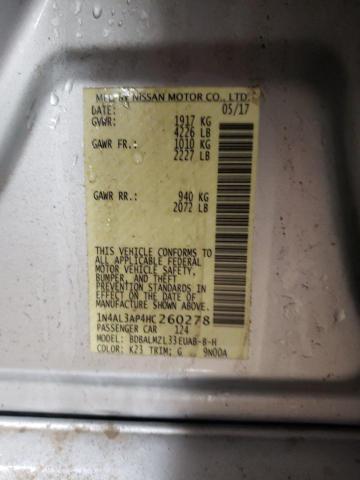 MFD BY NISSAN MOTOR CO., LTD.
DATE: 05/17
GVWR: 1917 KG
4226 LB
GAWR FR.: 1010 KG
2227 LB
GAWR RR.: 940 KG
2072 LB
THIS VEHICLE CONFORMS TO
ALL APPLICABLE FEDERAL
MOTOR VEHICLE SAFETY,
BUMPER, AND THEFT
PREVENTION STANDARDS IN
EFFECT ON THE DATE OF
MANUFACTURE SHOWN ABOVE.
1N4AL3AP4HC260278
PASSENGER CAR 124
MODEL: BDBALMZL33EUAB-B-H
COLOR: K23 TRIM: G 9N00A